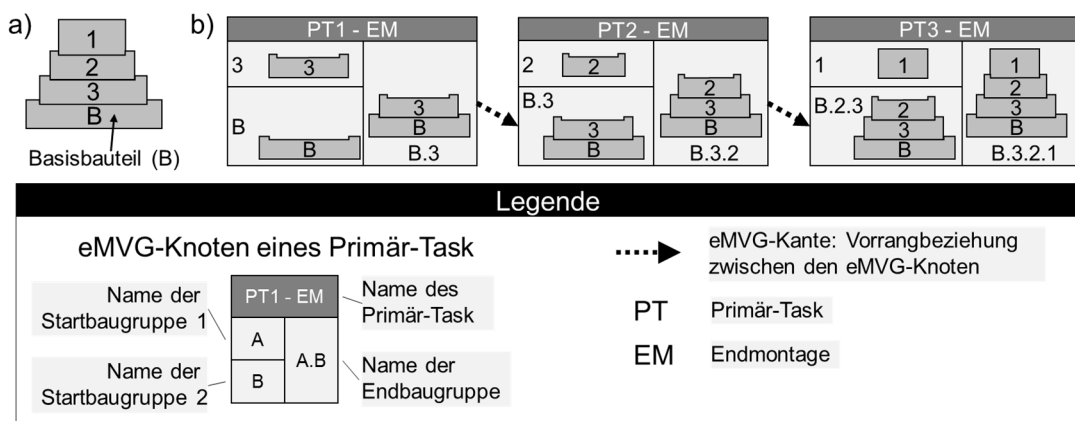 a)
1
2
3
B
Basisbauteil (B)
b)
PT1 - EM
3
3
B
B
3
B
B.3
PT2 - EM
2
2
B.3
3
B
2
3
B
B.3.2
PT3 - EM
1
1
B.2.3
2
3
B
1
2
3
B
B.3.2.1
Legende
eMVG-Knoten eines Primär-Task
Name der
Startbaugruppe 1
Name der
Startbaugruppe 2
PT1 - EM
A
B
A.B
Name des
Primär-Task
Name der
Endbaugruppe
eMVG-Kante: Vorrangbeziehung
zwischen den eMVG-Knoten
PT Primär-Task
EM Endmontage